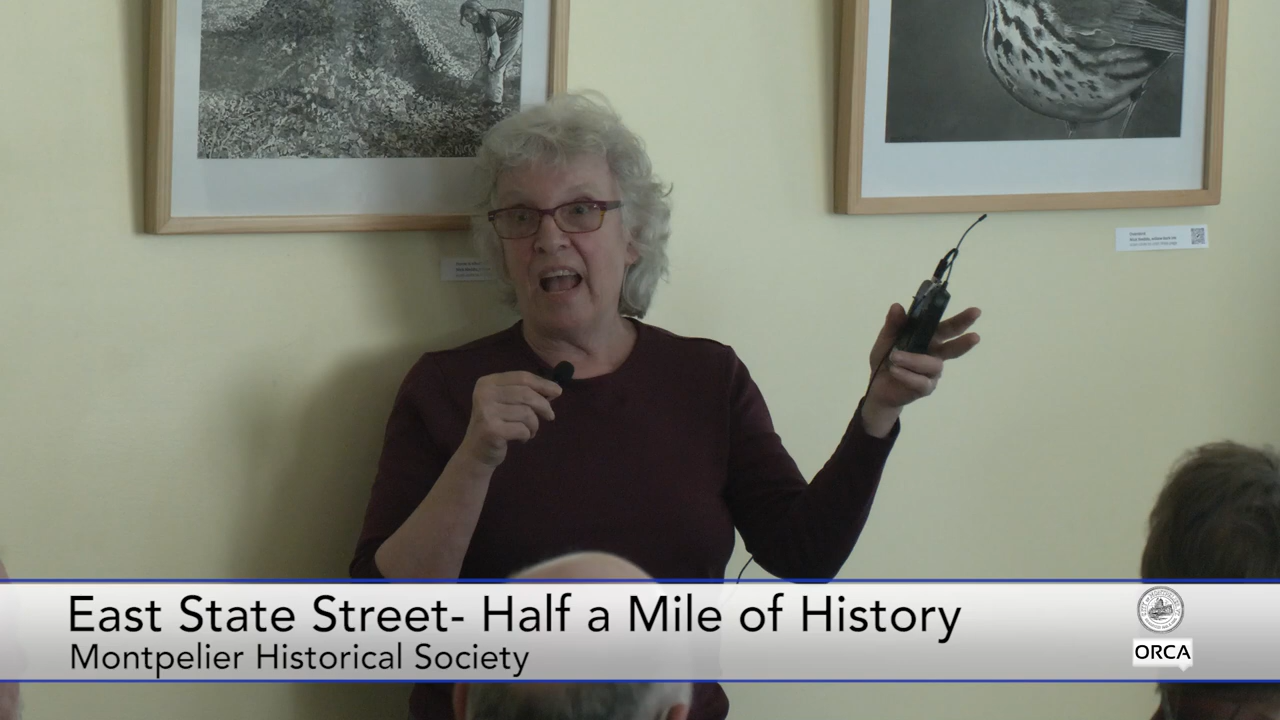 East State Street- Half a Mile of History
Montpelier Historical Society
ORCA